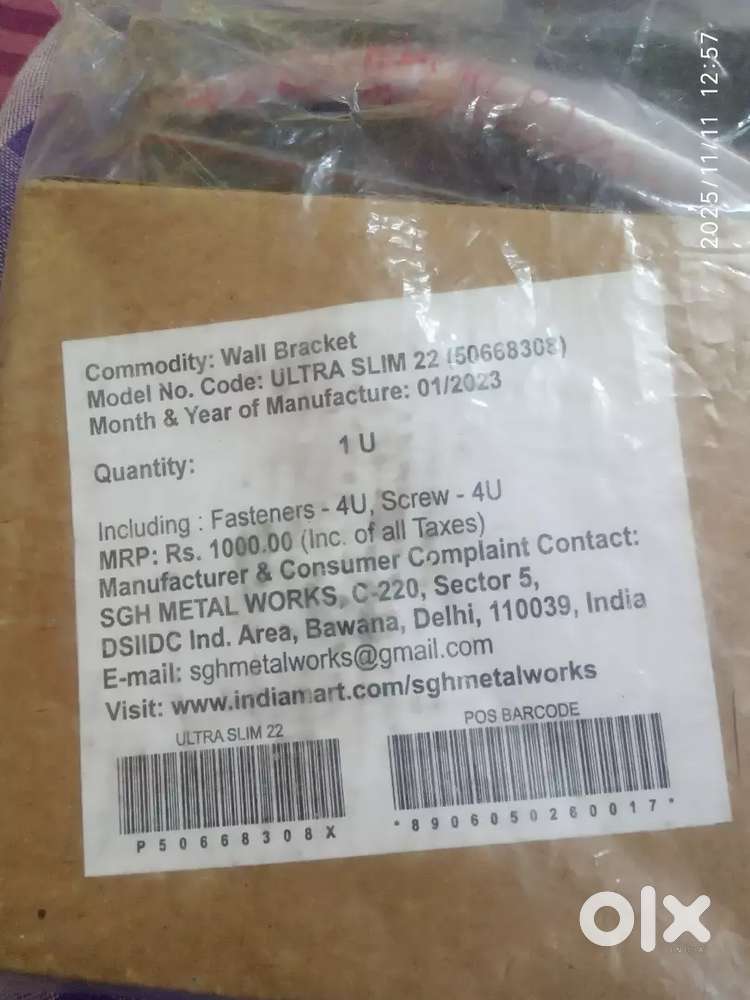 2025/11/11 12:57
Commodity: Wall Bracket
Model No. Code: ULTRA SLIM 22 (50668308)
Month & Year of Manufacture: 01/2023
Quantity: 1 U
Including : Fasteners - 4U, Screw - 4U
MRP: Rs. 1000.00 (Inc. of all Taxes)
Manufacturer & Consumer Complaint Contact:
SGH METAL WORKS, C-220, Sector 5,
DSIIDC Ind. Area, Bawana, Delhi, 110039, India
E-mail: sghmetalworks@gmail.com
Visit: www.indiamart.com/sghmetalworks
ULTRA SLIM 22
P50668308X
POS BARCODE
*8906050260017*
olx